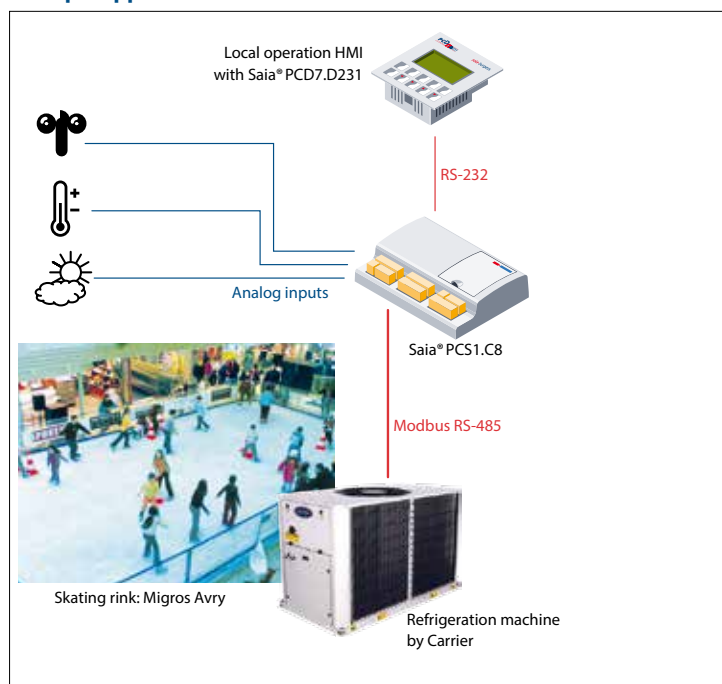 Local operation HMI
with Saia® PCD7.D231
RS-232
Analog inputs
Saia® PCS1.C8
Modbus RS-485
Skating rink: Migros Avry
Refrigeration machine
by Carrier